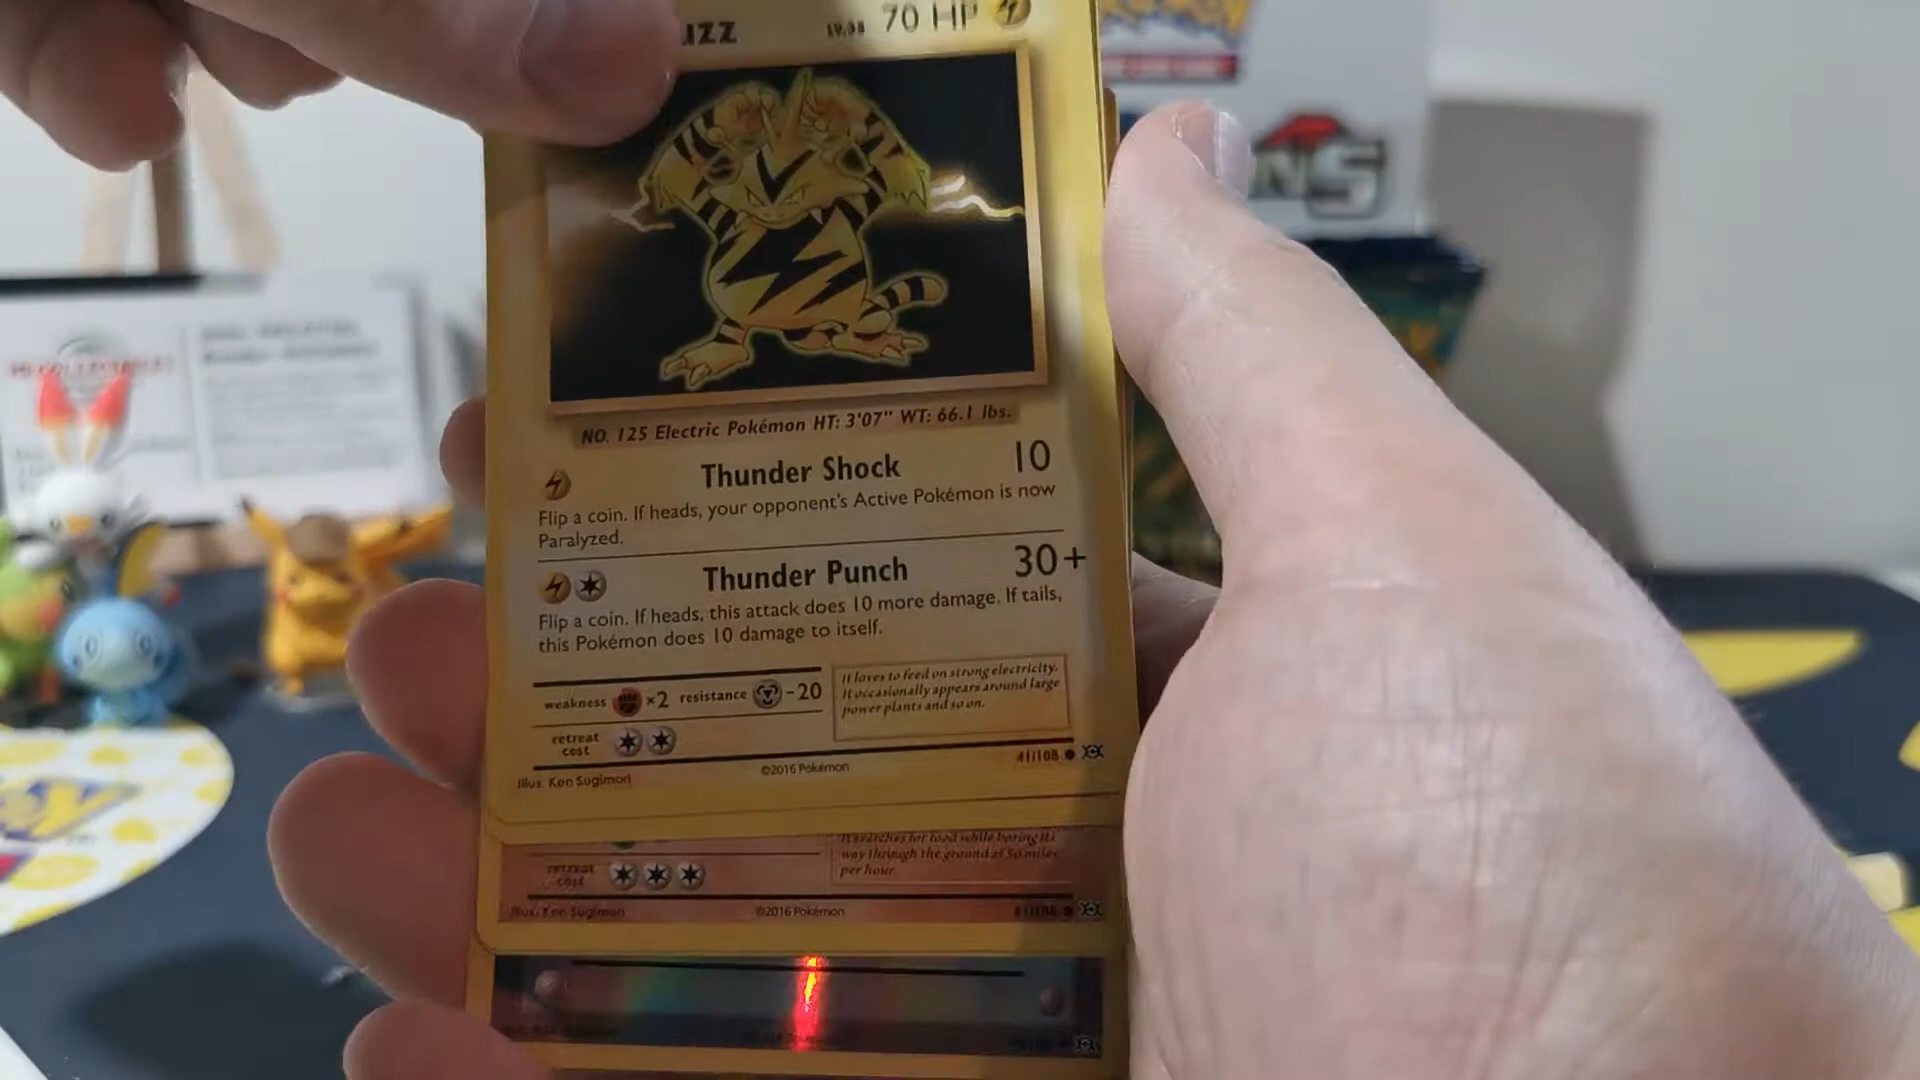 uzz LV.38 70 HP
NO. 125 Electric Pokémon HT: 3'07" WT: 66.1 lbs.
Thunder Shock 10
Flip a coin. If heads, your opponent's Active Pokémon is now
Paralyzed.
Thunder Punch 30+
Flip a coin. If heads, this attack does 10 more damage. If tails,
this Pokémon does 10 damage to itself.
weakness ×2 resistance -20
It loves to feed on strong electricity.
It occasionally appears around large
power plants and so on.
retreat
cost
41/108
Illus. Ken Sugimori ©2016 Pokémon
It searches for food while boring its
way through the ground at 50 miles
per hour.
retreat
cost
Illus. Ken Sugimori ©2016 Pokémon